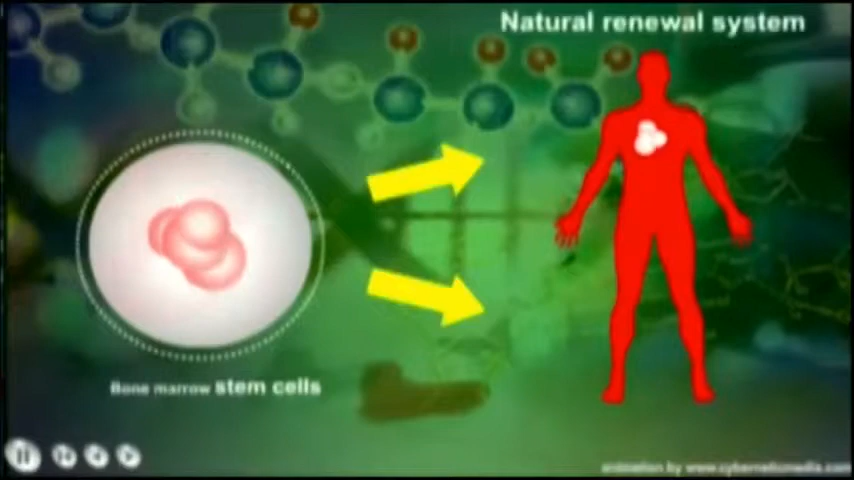 Natural renewal system
Bone marrow stem cells
animation by www.cyberneticmedia.com